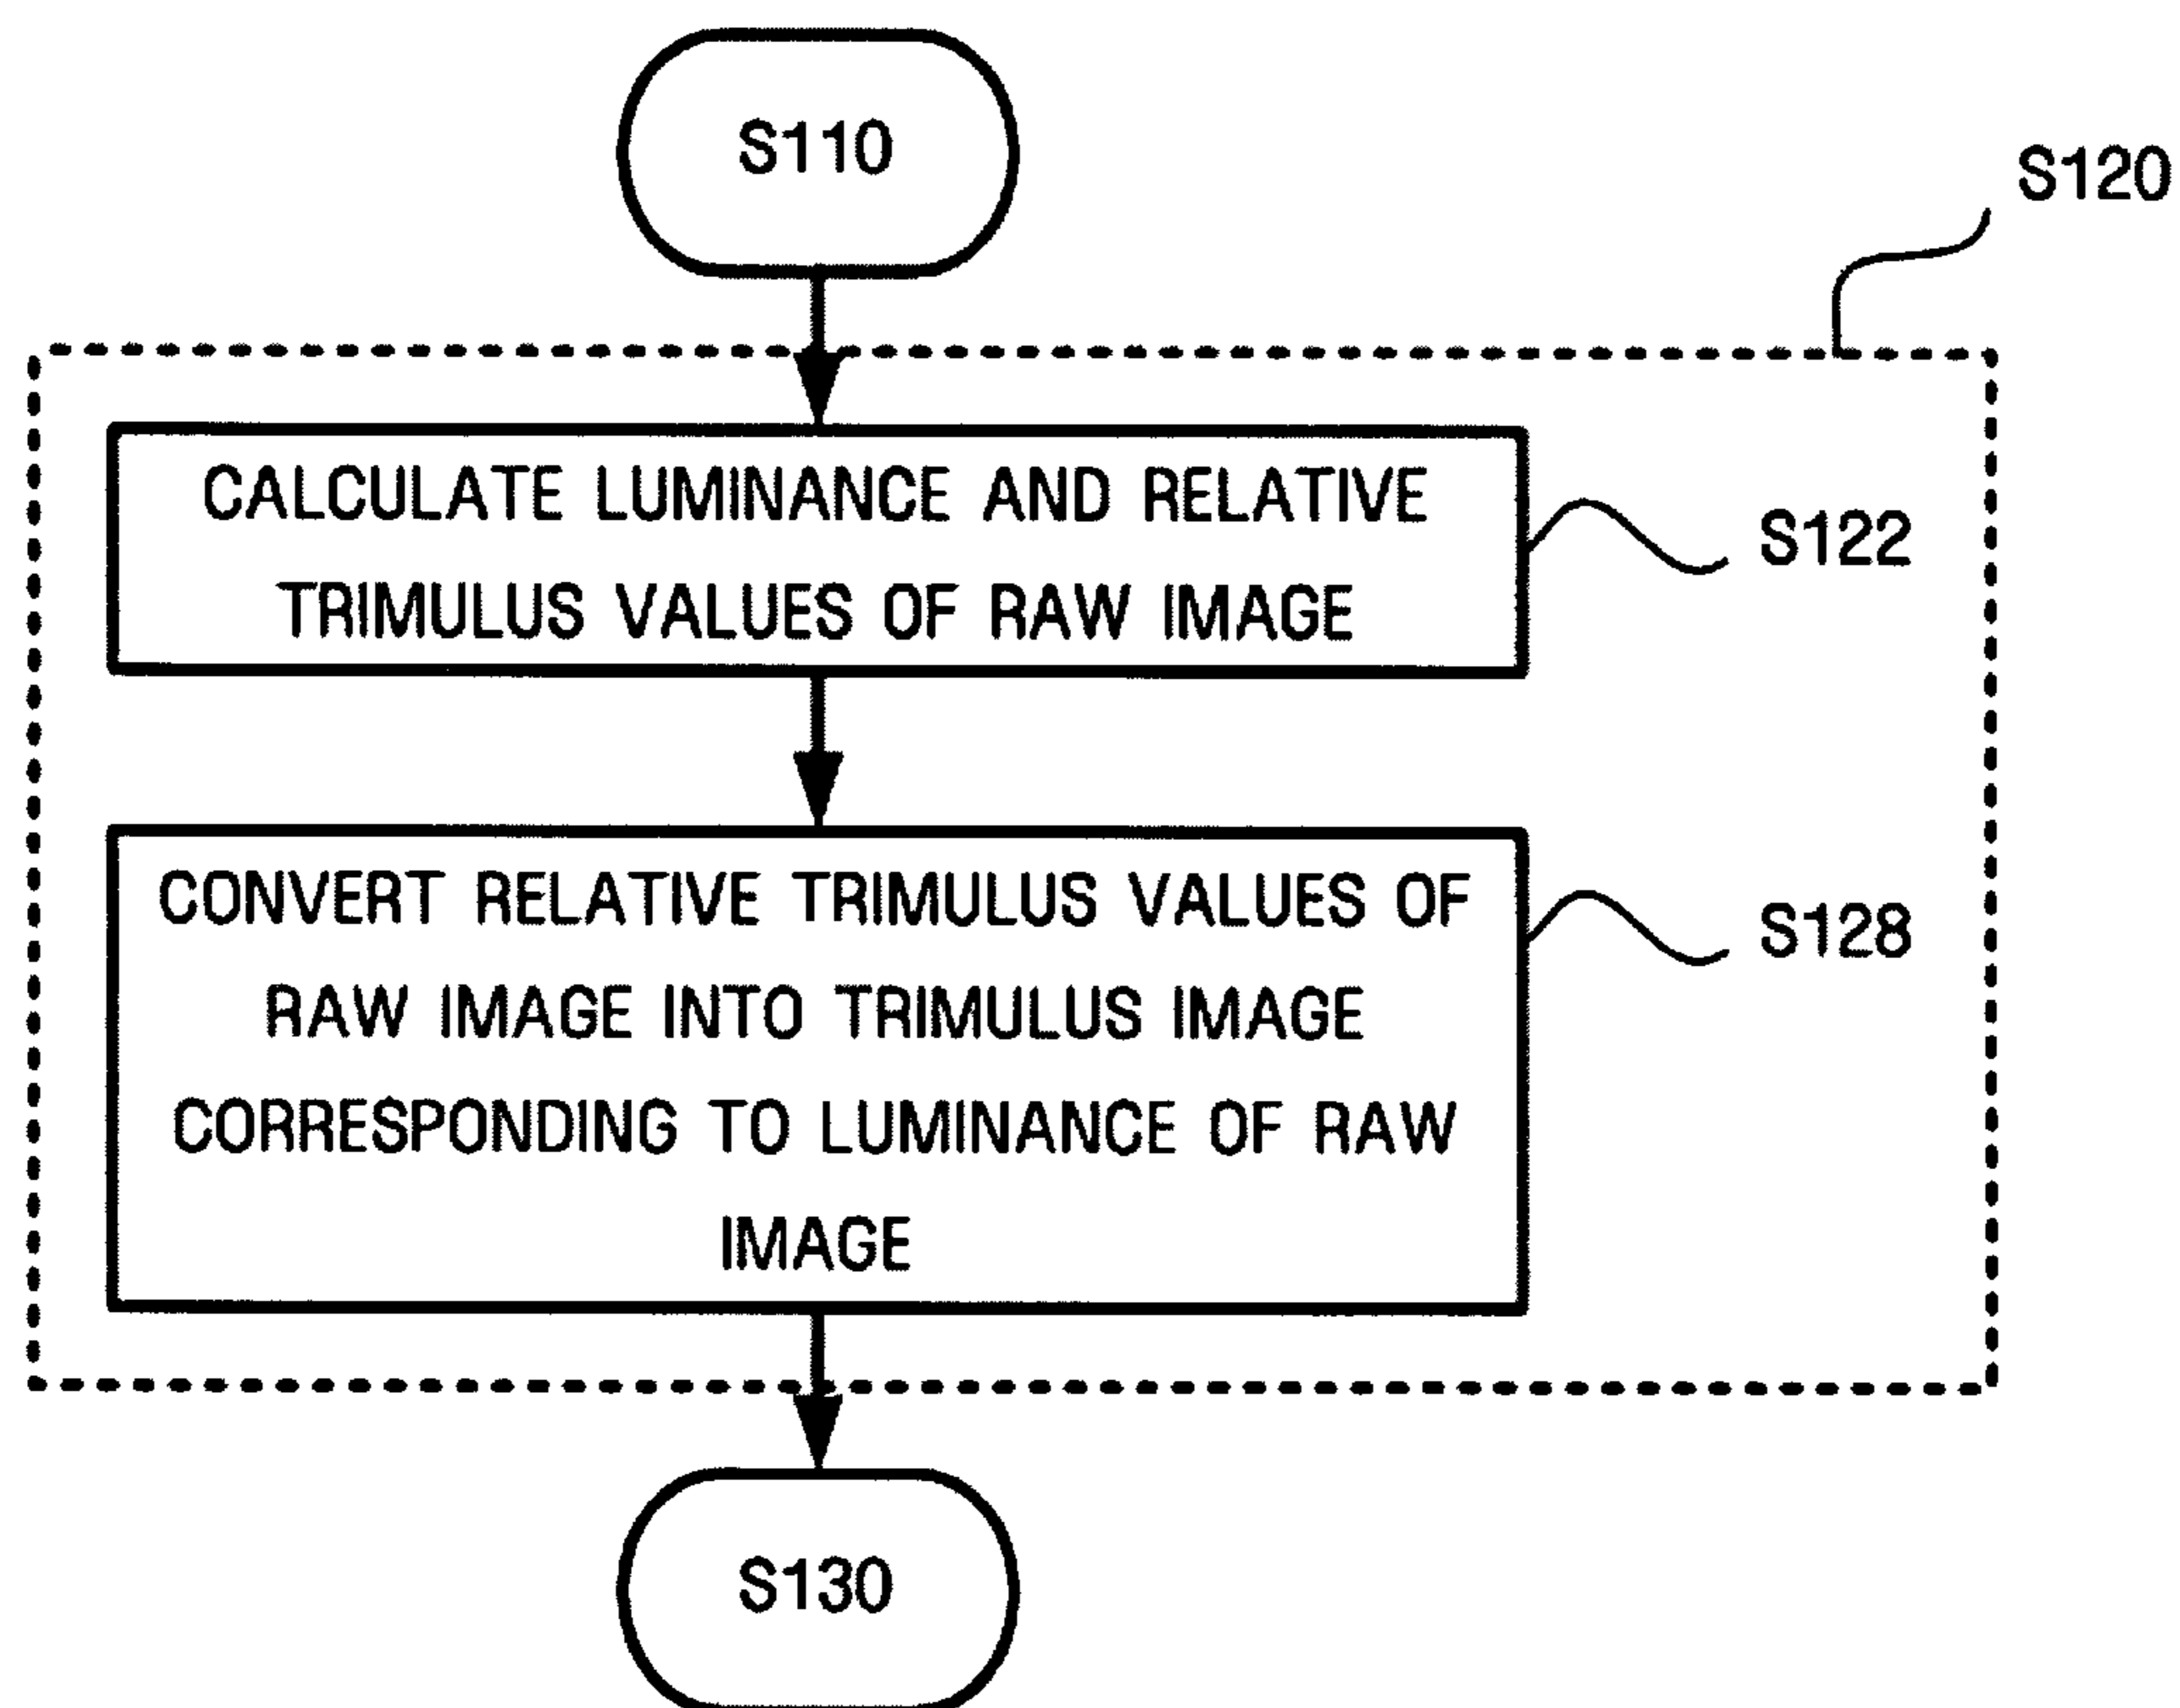 S110
S120
CALCULATE LUMINANCE AND RELATIVE
TRIMULUS VALUES OF RAW IMAGE
S122
CONVERT RELATIVE TRIMULUS VALUES OF
RAW IMAGE INTO TRIMULUS IMAGE
CORRESPONDING TO LUMINANCE OF RAW
IMAGE
S128
S130